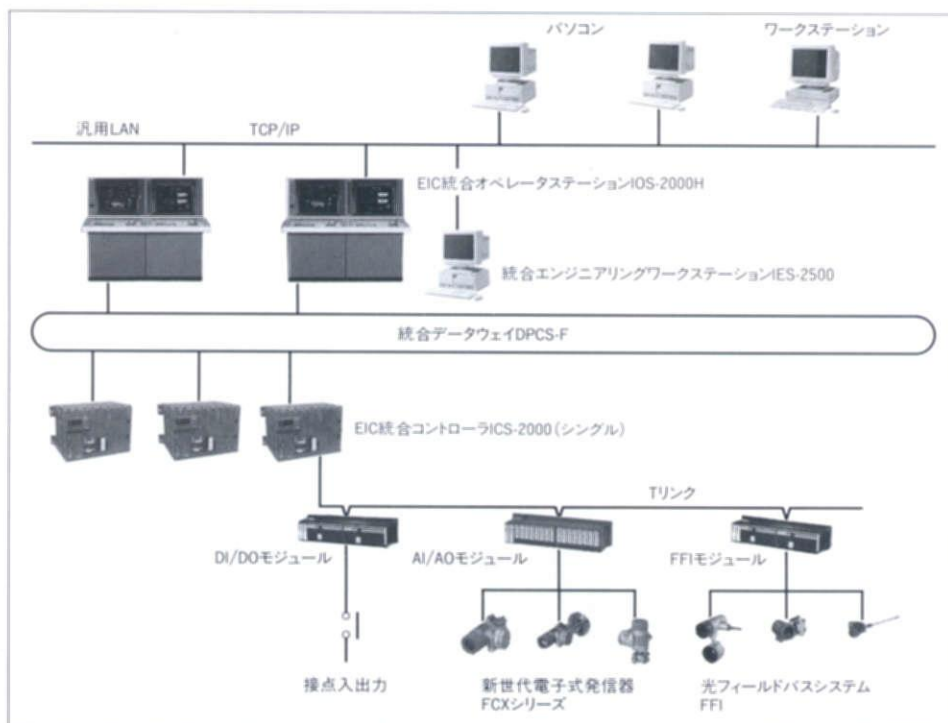 パソコン
ワークステーション
汎用LAN
TCP/IP
EIC統合オペレータステーションIOS-2000H
統合エンジニアリングワークステーションIES-2500
統合データウェイDPCS-F
EIC統合コントローラICS-2000(シングル)
Tリンク
DI/DOモジュール
AI/AOモジュール
FFIモジュール
接点入出力
新世代電子式発信器
FCXシリーズ
光フィールドバスシステム
FFI